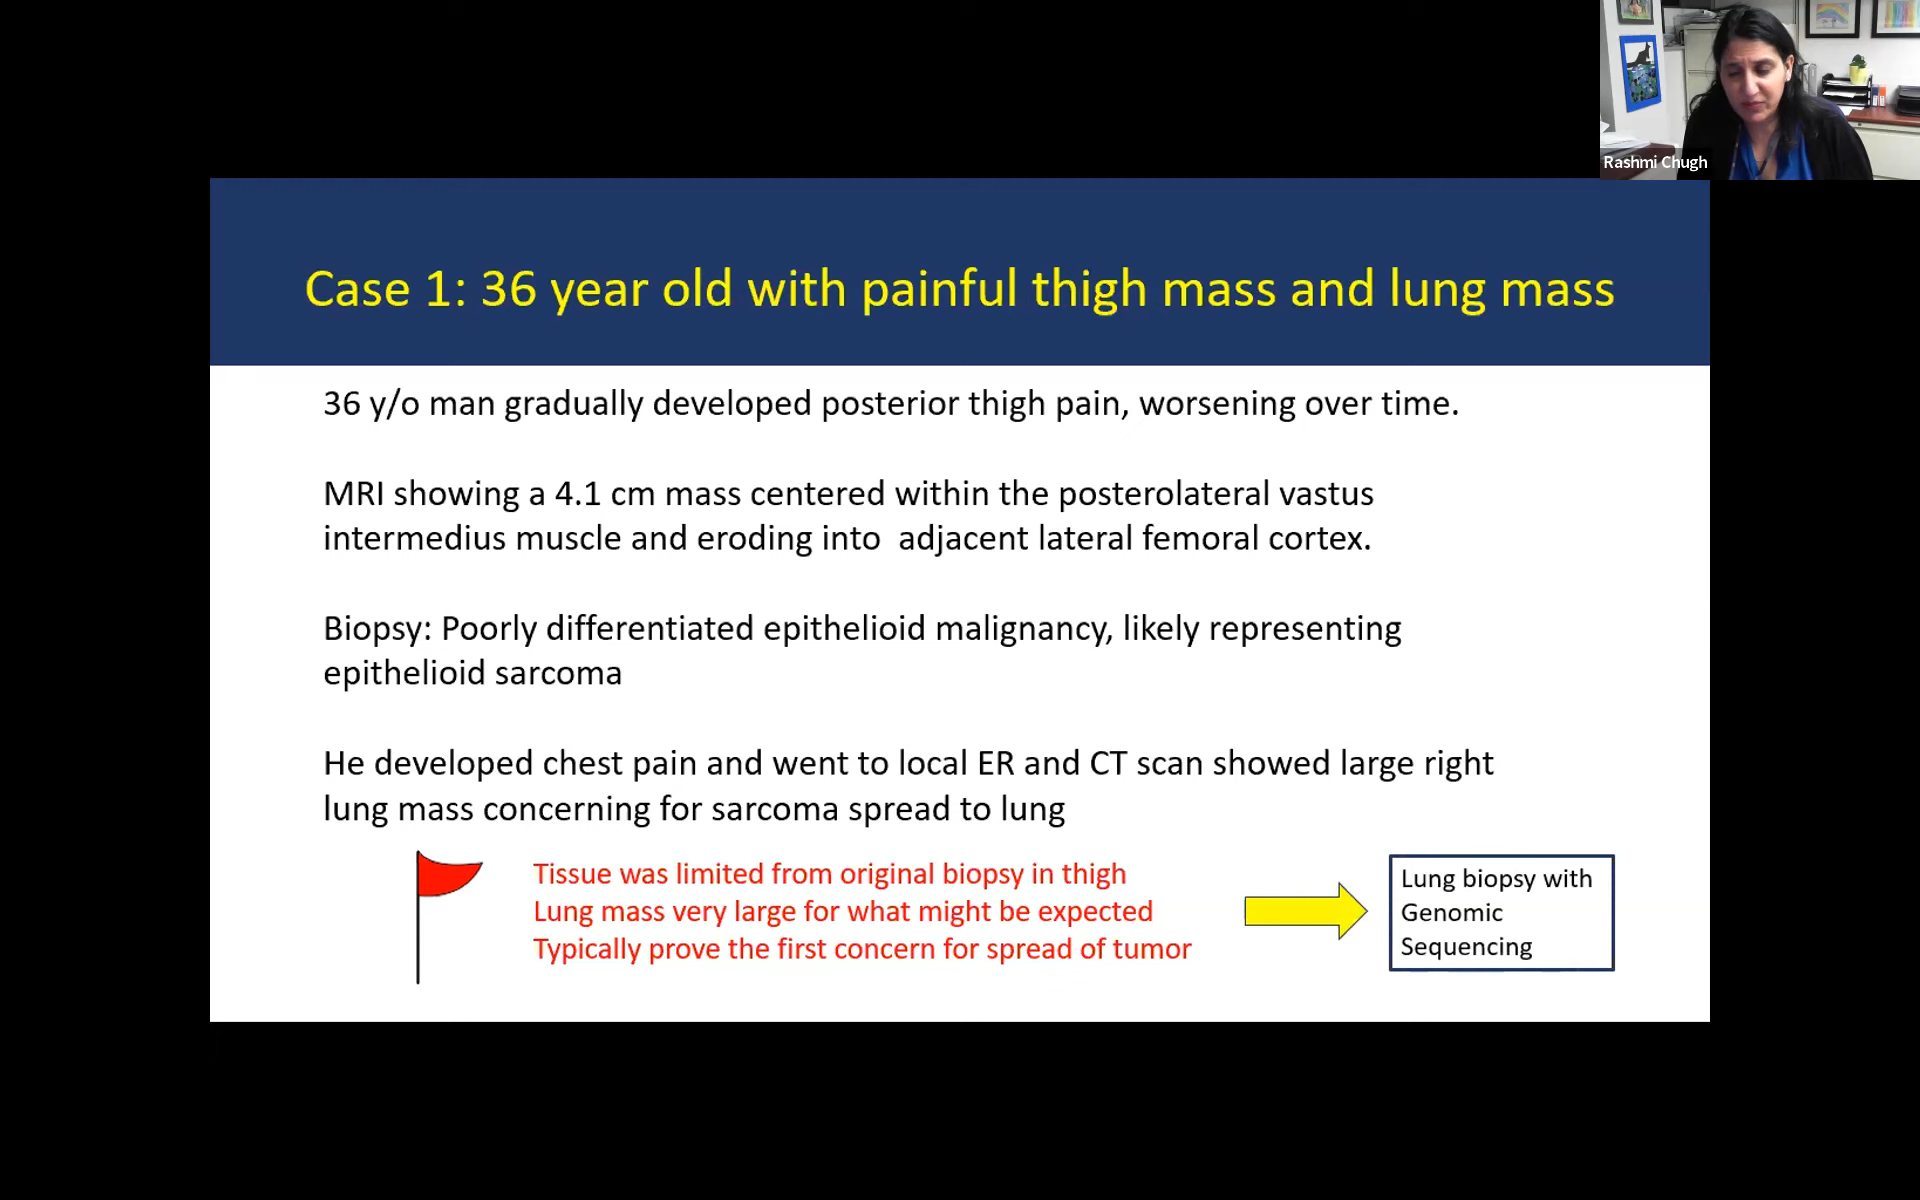 Rashmi Chugh
Case 1: 36 year old with painful thigh mass and lung mass
36 y/o man gradually developed posterior thigh pain, worsening over time.
MRI showing a 4.1 cm mass centered within the posterolateral vastus
intermedius muscle and eroding into  adjacent lateral femoral cortex.
Biopsy: Poorly differentiated epithelioid malignancy, likely representing
epithelioid sarcoma
He developed chest pain and went to local ER and CT scan showed large right
lung mass concerning for sarcoma spread to lung
Tissue was limited from original biopsy in thigh
Lung mass very large for what might be expected
Typically prove the first concern for spread of tumor
Lung biopsy with
Genomic
Sequencing